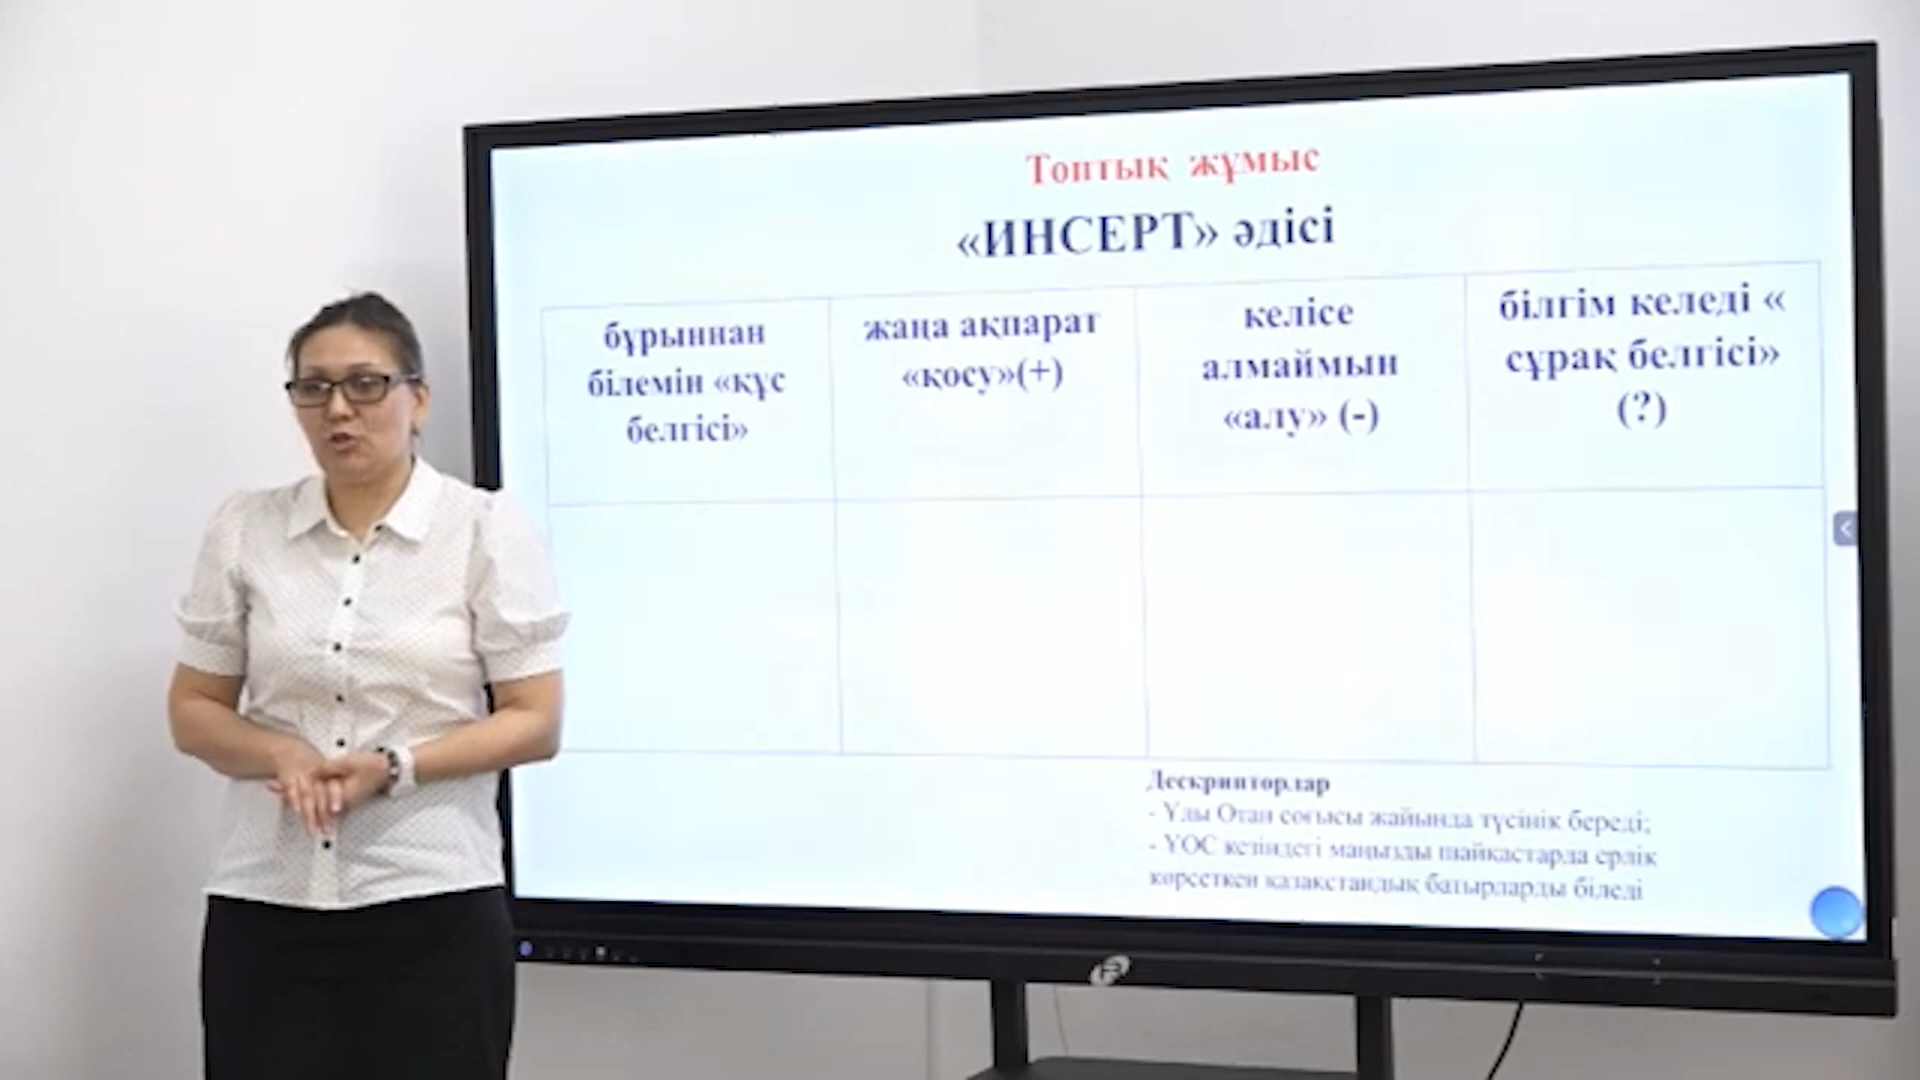 Топтық жұмыс
«ИНСЕРТ» әдісі
бұрыннан
білемін «құс
белгісі»
жаңа ақпарат
«қосу»(+)
келісе
алмаймын
«алу» (-)
білгім келеді «
сұрақ белгісі»
(?)
Дескрипторлар
- Ұлы Отан соғысы жайында түсінік береді;
- ҰОС кезіндегі маңызды шайқастарда ерлік
көрсеткен қазақстандық батырларды біледі